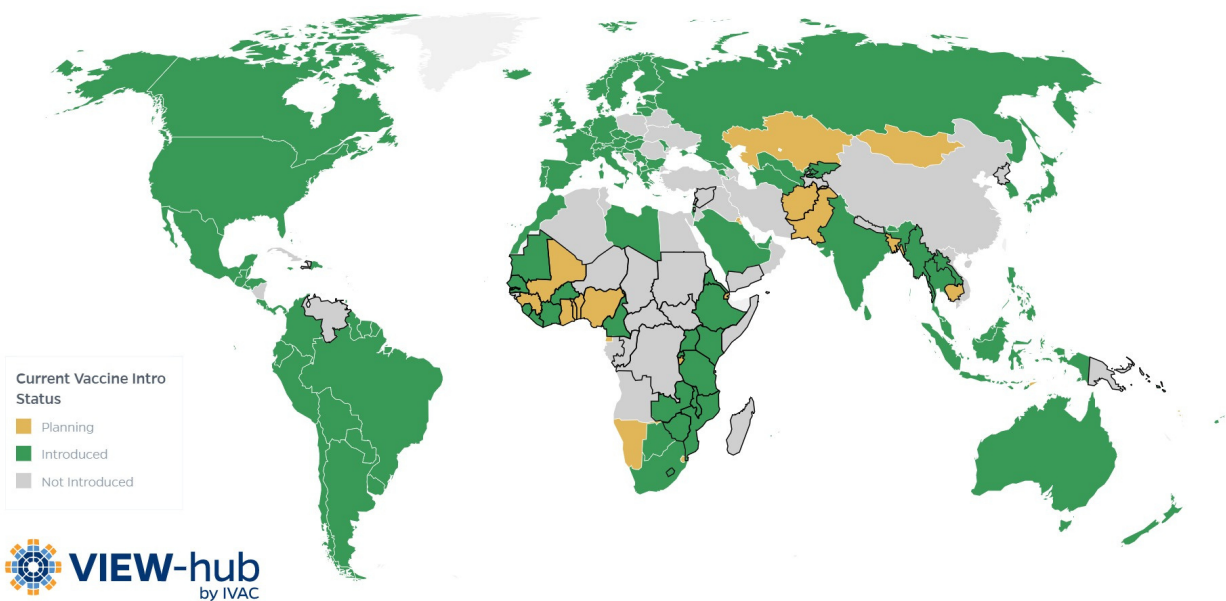 Current Vaccine Intro
Status
Planning
Introduced
Not Introduced
VIEW-hub
by IVAC